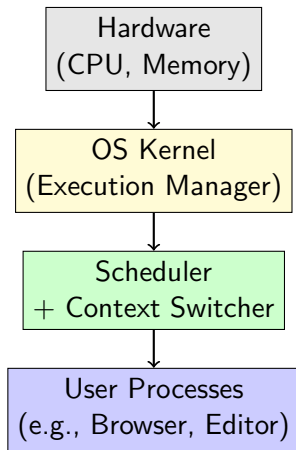 Hardware
(CPU, Memory)
OS Kernel
(Execution Manager)
Scheduler
+ Context Switcher
User Processes
(e.g., Browser, Editor)